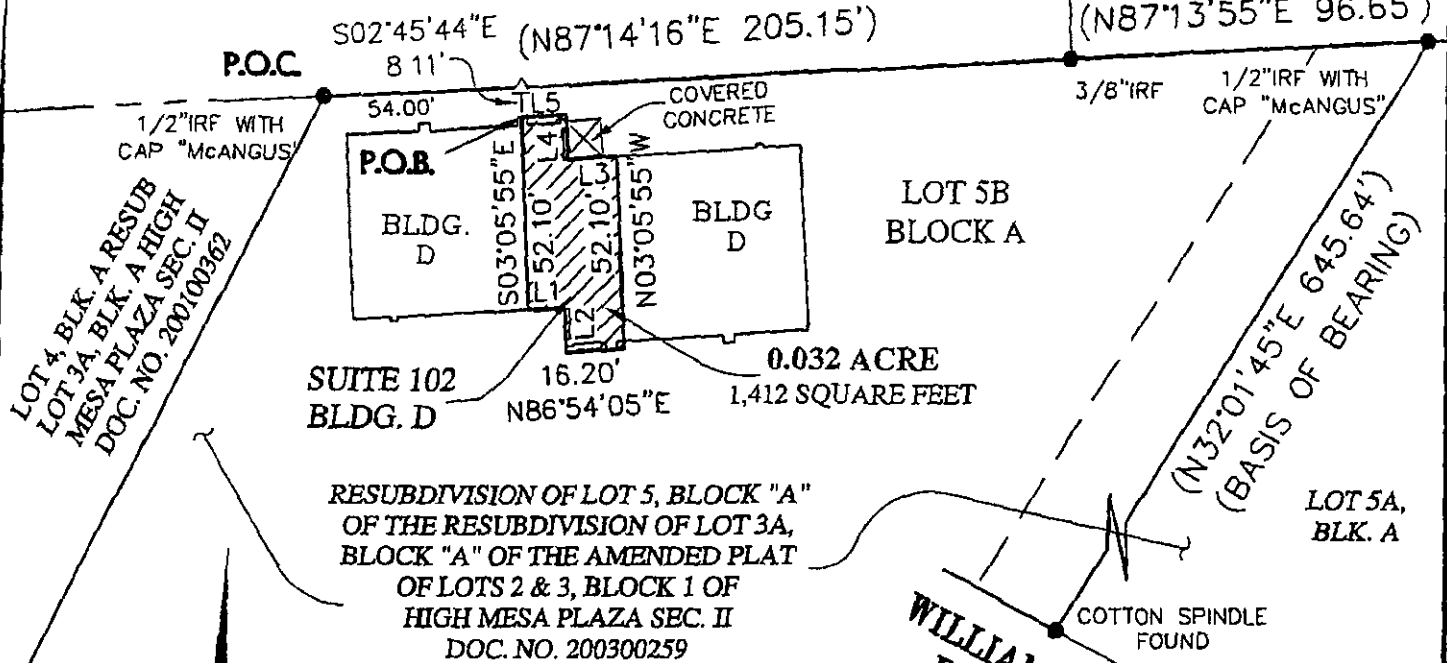 S02°45'44"E
8 11'
(N87°14'16"E 205.15')
(N87°13'55"E 96.65')
P.O.C.
54.00'
L5
COVERED
CONCRETE
3/8"IRF
1/2"IRF WITH
CAP "McANGUS"
1/2"IRF WITH
CAP "McANGUS"
P.O.B.
L4
L3
BLDG.
D
S03°05'55"E
52.10'
52.10'
N03°05'55"W
BLDG
D
LOT 5B
BLOCK A
L1
L2
LOT 4, BLK. A RESUB
LOT 3A, BLK. A HIGH
MESA PLAZA SEC. II
DOC. NO. 200100362
SUITE 102
BLDG. D
16.20'
N86°54'05"E
0.032 ACRE
1,412 SQUARE FEET
(N32°01'45"E 645.64')
(BASIS OF BEARING)
LOT 5A,
BLK. A
RESUBDIVISION OF LOT 5, BLOCK "A"
OF THE RESUBDIVISION OF LOT 3A,
BLOCK "A" OF THE AMENDED PLAT
OF LOTS 2 & 3, BLOCK 1 OF
HIGH MESA PLAZA SEC. II
DOC. NO. 200300259
COTTON SPINDLE
FOUND